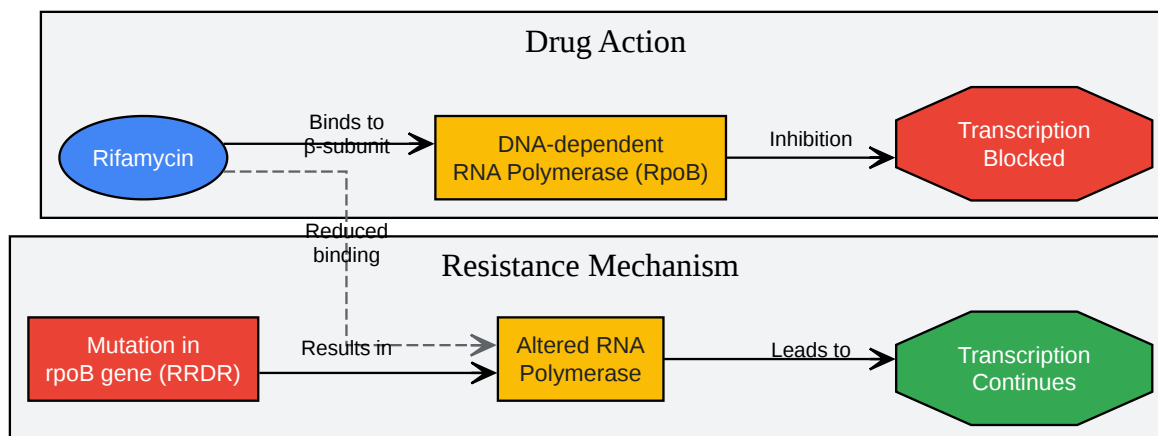 Drug Action
Rifamycin
Binds to
β-subunit
DNA-dependent
RNA Polymerase (RpoB)
Inhibition
Transcription
Blocked
Reduced
binding
Resistance Mechanism
Mutation in
rpoB gene (RRDR)
Results in
Altered RNA
Polymerase
Leads to
Transcription
Continues